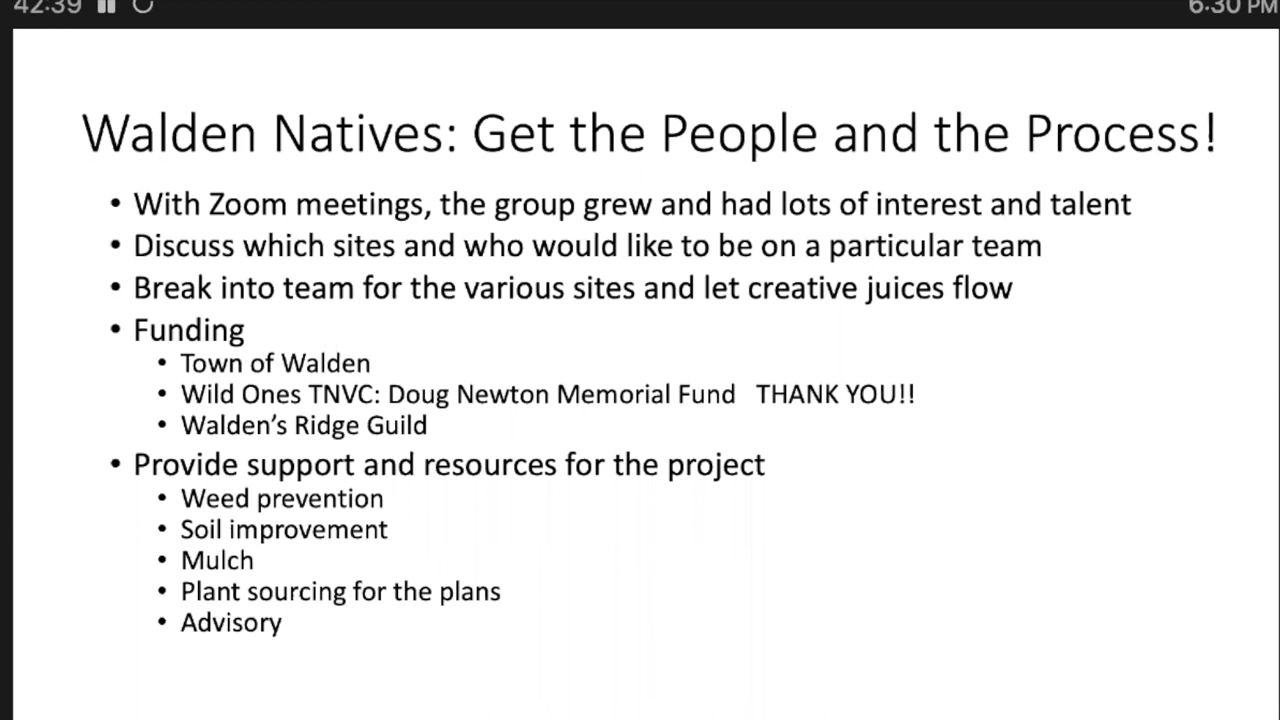 42:39 6:30 PM
Walden Natives: Get the People and the Process!
• With Zoom meetings, the group grew and had lots of interest and talent
• Discuss which sites and who would like to be on a particular team
• Break into team for the various sites and let creative juices flow
• Funding
• Town of Walden
• Wild Ones TNVC: Doug Newton Memorial Fund THANK YOU!!
• Walden’s Ridge Guild
• Provide support and resources for the project
• Weed prevention
• Soil improvement
• Mulch
• Plant sourcing for the plans
• Advisory